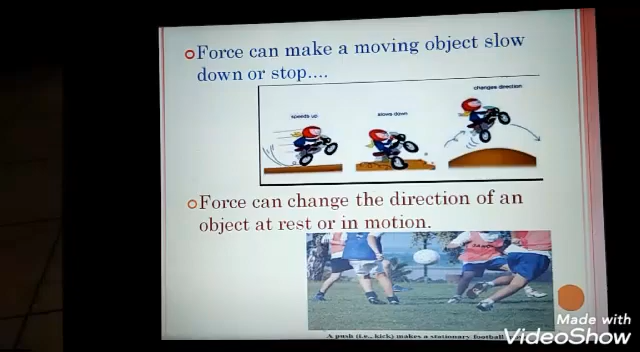 Force can make a moving object slow
down or stop....
changes direction
speeds up
slows down
Force can change the direction of an
object at rest or in motion.
A push (i.e., kick) makes a stationary football
Made with
VideoShow